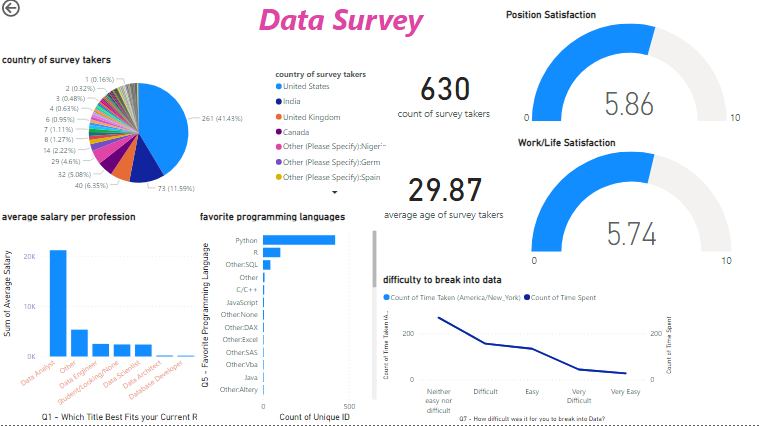 Data Survey
country of survey takers
1 (0.16%)
2 (0.32%)
3 (0.48%)
4 (0.63%)
6 (0.95%)
7 (1.11%)
8 (1.27%)
14 (2.22%)
29 (4.6%)
32 (5.08%)
40 (6.35%)
73 (11.59%)
261 (41.43%)
country of survey takers
United States
India
United Kingdom
Canada
Other (Please Specify):Niger
Other (Please Specify):Germ
Other (Please Specify):Spain
630
count of survey takers
29.87
average age of survey takers
Position Satisfaction
5.86
0
10
Work/Life Satisfaction
5.74
0
10
average salary per profession
Sum of Average Salary
20K
10K
0K
Data Analyst
Other
Data Engineer
Student/Looking/None
Data Scientist
Data Architect
Database Developer
Q1 - Which Title Best Fits your Current R
favorite programming languages
Q5 - Favorite Programming Language
Python
R
Other:SQL
Other
C/C++
JavaScript
Other:None
Other:DAX
Other:Excel
Other:SAS
Other:Vba
Java
Other:Altery
0
500
Count of Unique ID
difficulty to break into data
Count of Time Taken (America/New_York)
Count of Time Spent
Count of Time Taken (A...
200
0
200
0
Count of Time Spent
Neither easy nor difficult
Difficult
Easy
Very Difficult
Very Easy
Q7 - How difficult was it for you to break into Data?